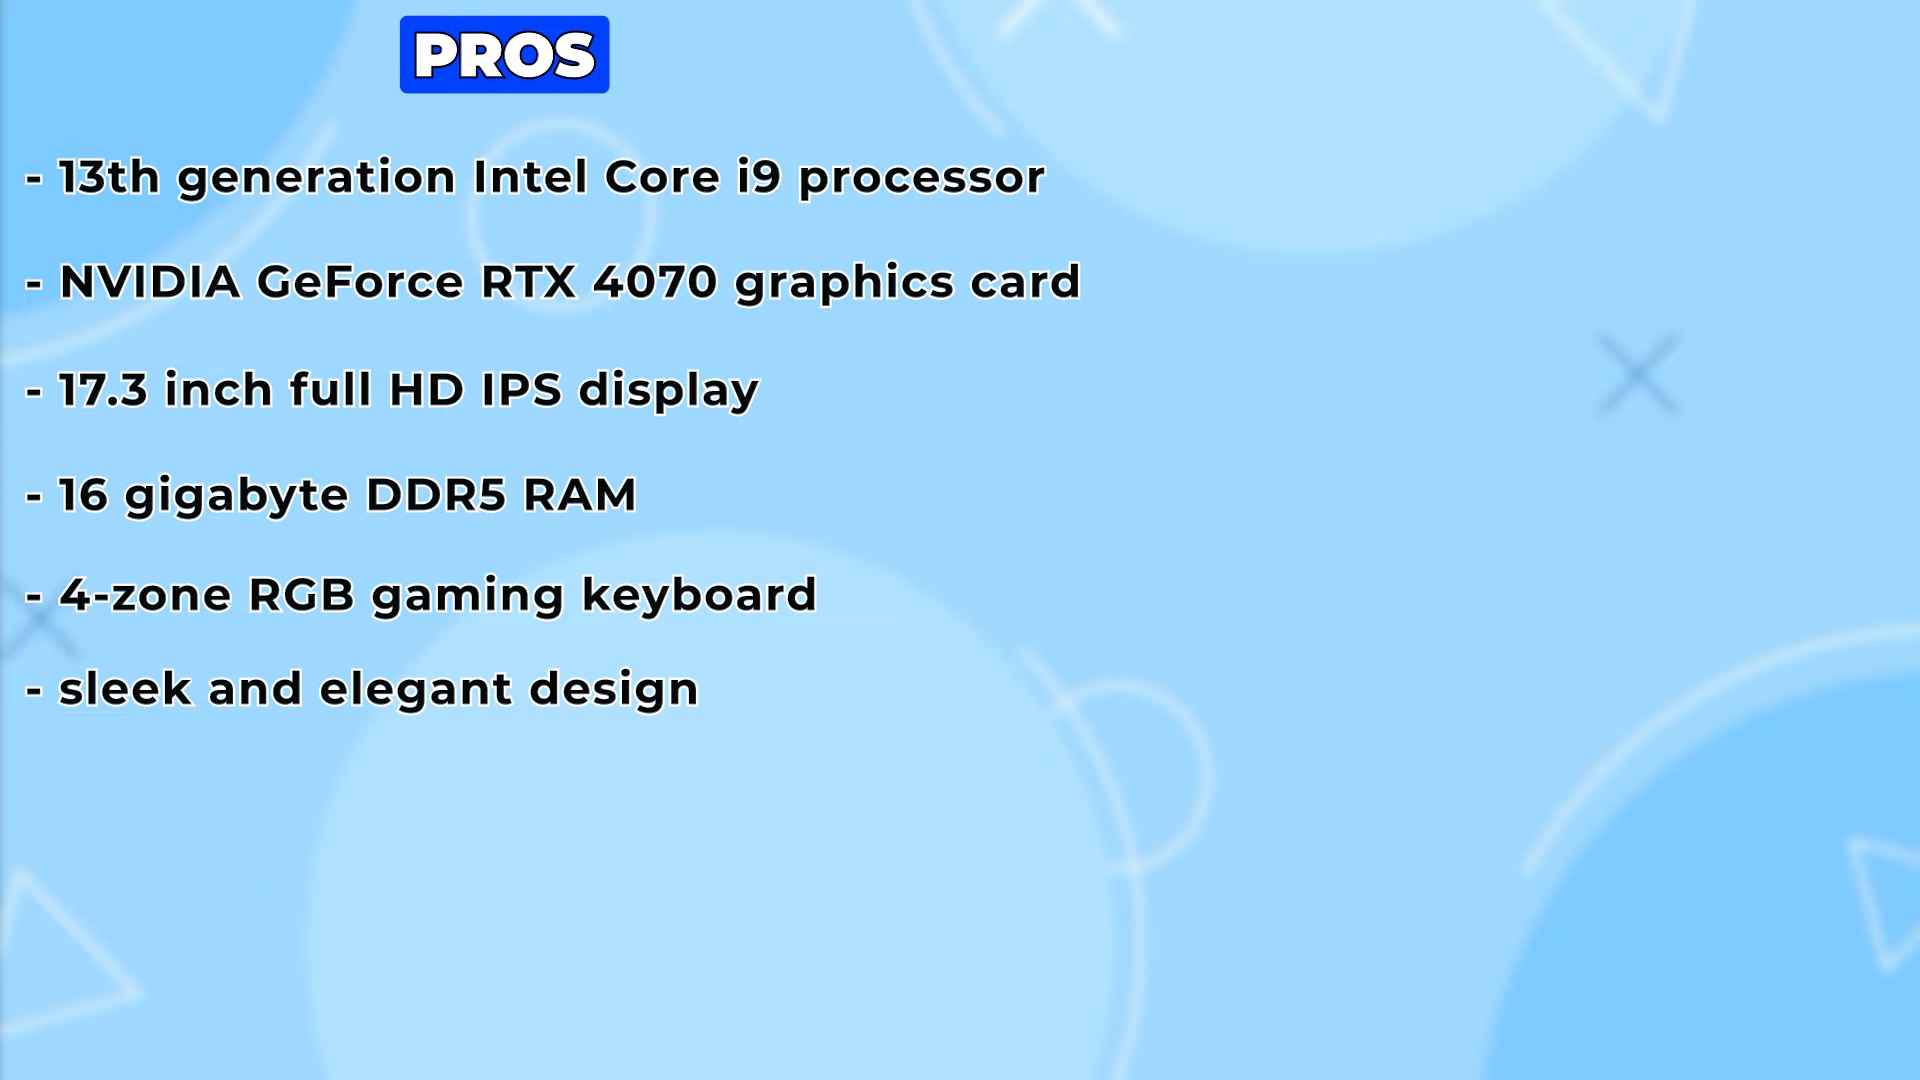 PROS
- 13th generation Intel Core i9 processor
- NVIDIA GeForce RTX 4070 graphics card
- 17.3 inch full HD IPS display
- 16 gigabyte DDR5 RAM
- 4-zone RGB gaming keyboard
- sleek and elegant design